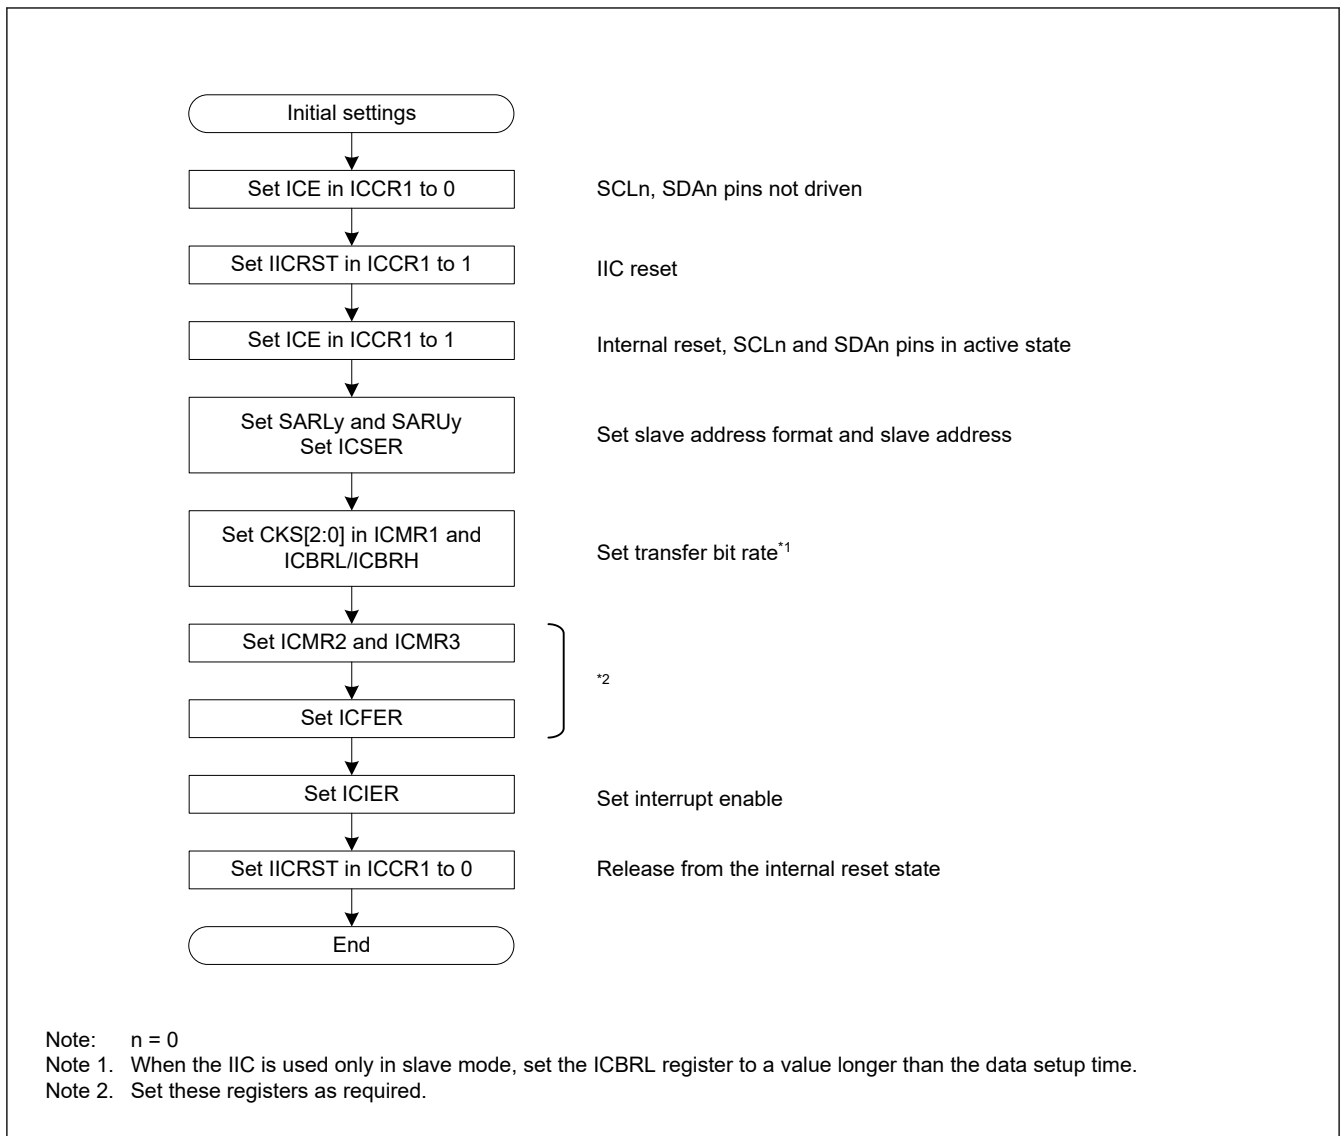 Initial settings
Set ICE in ICCR1 to 0
SCLn, SDAn pins not driven
Set IICRST in ICCR1 to 1
IIC reset
Set ICE in ICCR1 to 1
Internal reset, SCLn and SDAn pins in active state
Set SARLy and SARUy
Set ICSER
Set slave address format and slave address
Set CKS[2:0] in ICMR1 and
ICBRL/ICBRH
Set transfer bit rate*1
Set ICMR2 and ICMR3
*2
Set ICFER
Set ICIER
Set interrupt enable
Set IICRST in ICCR1 to 0
Release from the internal reset state
End
Note: n = 0
Note 1. When the IIC is used only in slave mode, set the ICBRL register to a value longer than the data setup time.
Note 2. Set these registers as required.